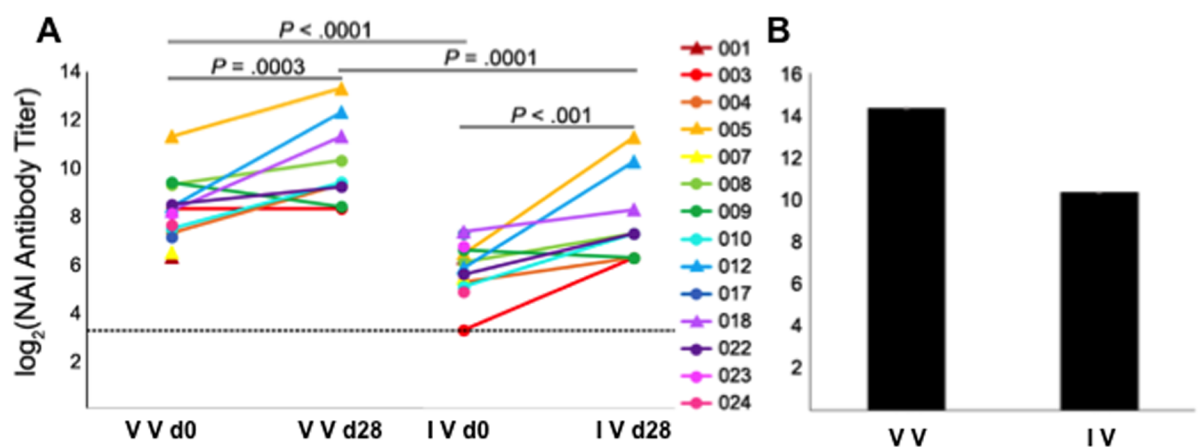 A
P < .0001
P = .0003
P = .0001
P < .001
log2(NAI Antibody Titer)
14
12
10
8
6
4
2
V V d0
V V d28
I V d0
I V d28
001
003
004
005
007
008
009
010
012
017
018
022
023
024
B
16
14
12
10
8
6
4
2
V V
I V